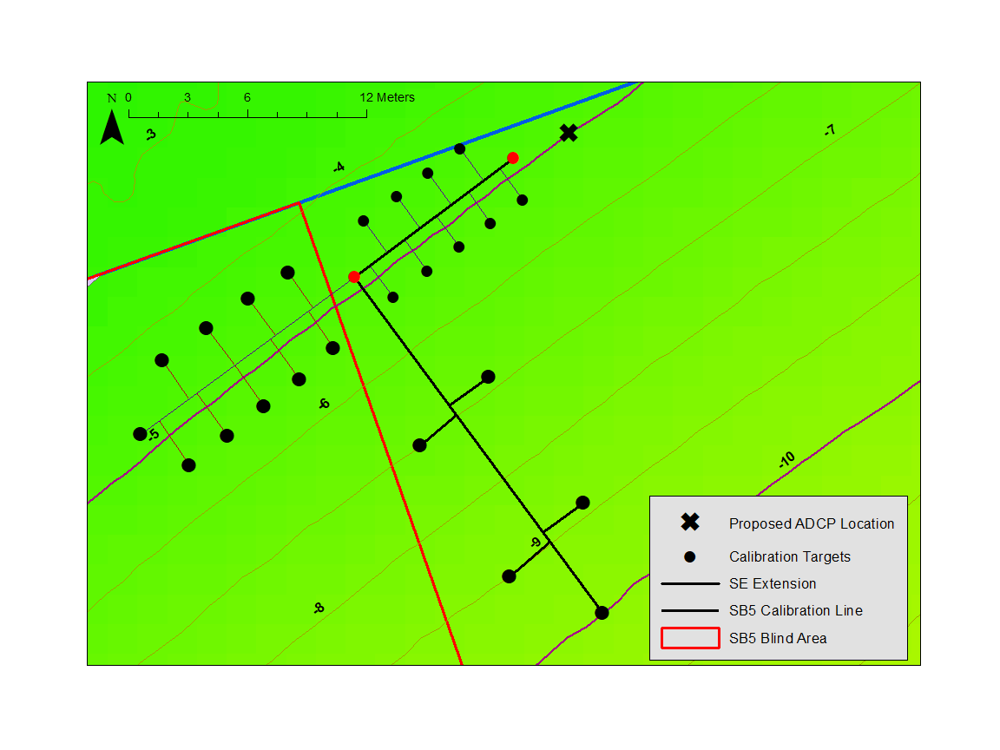 N 0 3 6 12 Meters
-3
-7
-4
-6
-5
-10
-9
-8
Proposed ADCP Location
Calibration Targets
SE Extension
SB5 Calibration Line
SB5 Blind Area